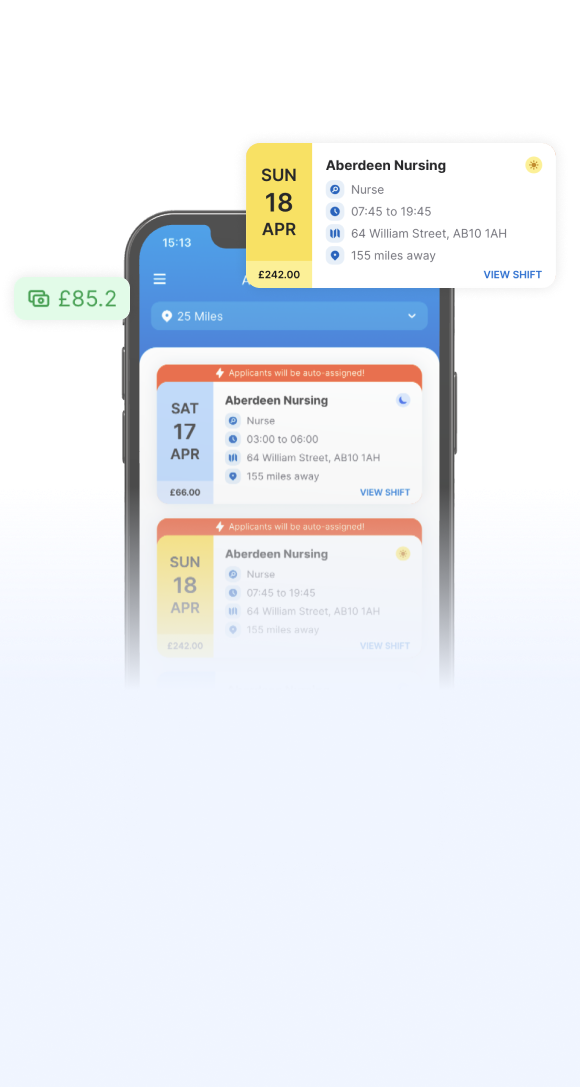 SUN
18
APR
£242.00
Aberdeen Nursing
Nurse
07:45 to 19:45
64 William Street, AB10 1AH
155 miles away
VIEW SHIFT
15:13
£85.2
25 Miles
Applicants will be auto-assigned!
SAT
17
APR
£66.00
Aberdeen Nursing
Nurse
03:00 to 06:00
64 William Street, AB10 1AH
155 miles away
VIEW SHIFT
Applicants will be auto-assigned!
SUN
18
APR
£242.00
Aberdeen Nursing
Nurse
07:45 to 19:45
64 William Street, AB10 1AH
155 miles away
VIEW SHIFT